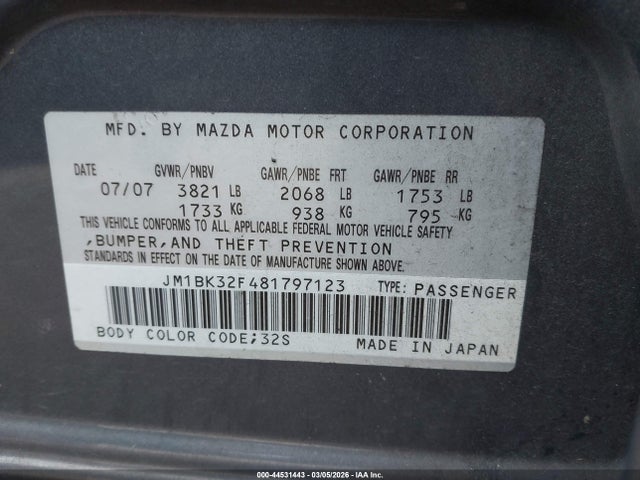 MFD. BY MAZDA MOTOR CORPORATION
DATE GVWR/PNBV GAWR/PNBE FRT GAWR/PNBE RR
07/07 3821 LB 2068 LB 1753 LB
1733 KG 938 KG 795 KG
THIS VEHICLE CONFORMS TO ALL APPLICABLE FEDERAL MOTOR VEHICLE SAFETY
,BUMPER,AND THEFT PREVENTION
STANDARDS IN EFFECT ON THE DATE OF MANUFACTURE SHOWN ABOVE.
JM1BK32F481797123 TYPE: PASSENGER
BODY COLOR CODE;32S MADE IN JAPAN
000-44531443 | 03/05/2026 – IAA Inc.